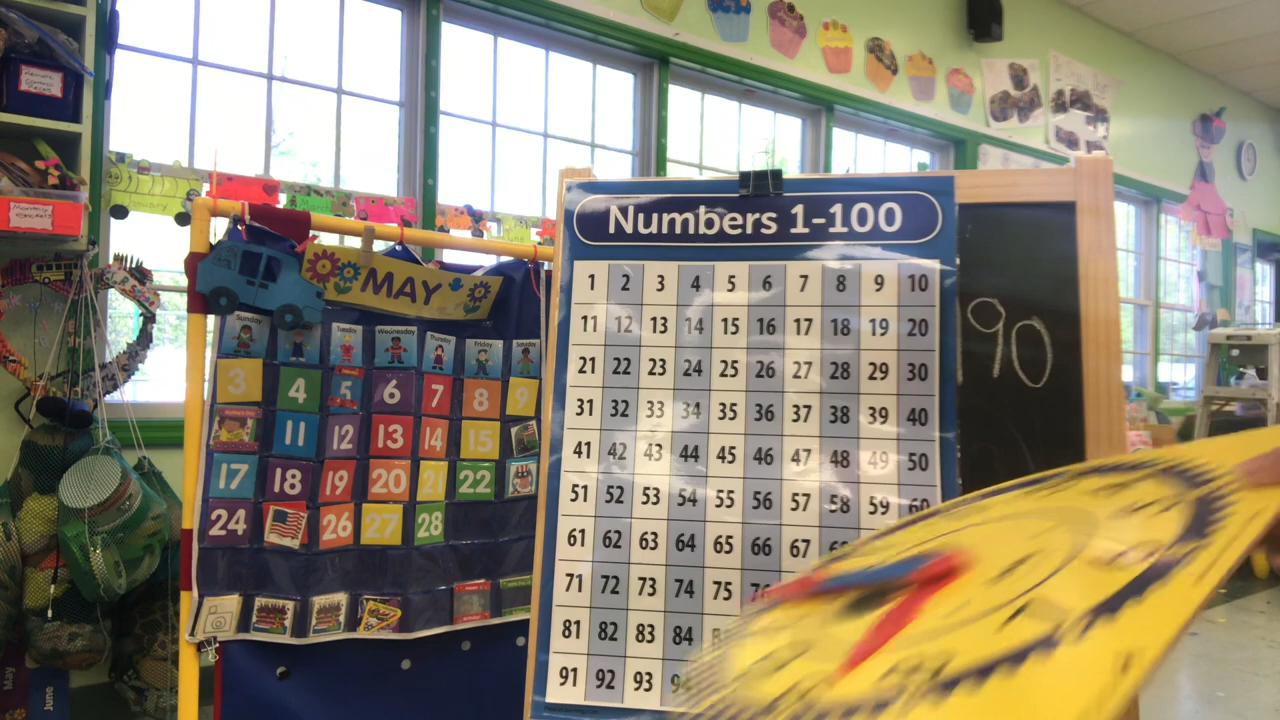 Numbers 1-100
1 2 3 4 5 6 7 8 9 10
11 12 13 14 15 16 17 18 19 20
21 22 23 24 25 26 27 28 29 30
31 32 33 34 35 36 37 38 39 40
41 42 43 44 45 46 47 48 49 50
51 52 53 54 55 56 57 58 59 60
61 62 63 64 65 66 67
71 72 73 74 75
81 82 83 84
91 92 93
MAY
Sunday Tuesday Wednesday Thursday Friday Saturday
3 4 5 6 7 8 9
Mother's Day 11 12 13 14 15
17 18 19 20 21 22
24 26 27 28
190
January
March
May
June